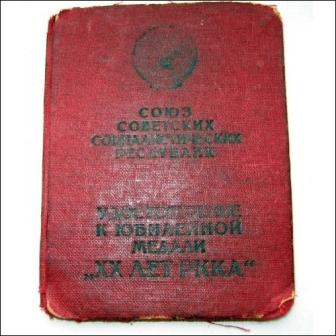 СОЮЗ
СОВЕТСКИХ
СОЦИАЛИСТИЧЕСКИХ
РЕСПУБЛИК
УДОСТОВЕРЕНИЕ
К ЮБИЛЕЙНОЙ
МЕДАЛИ
„XX ЛЕТ РККА“